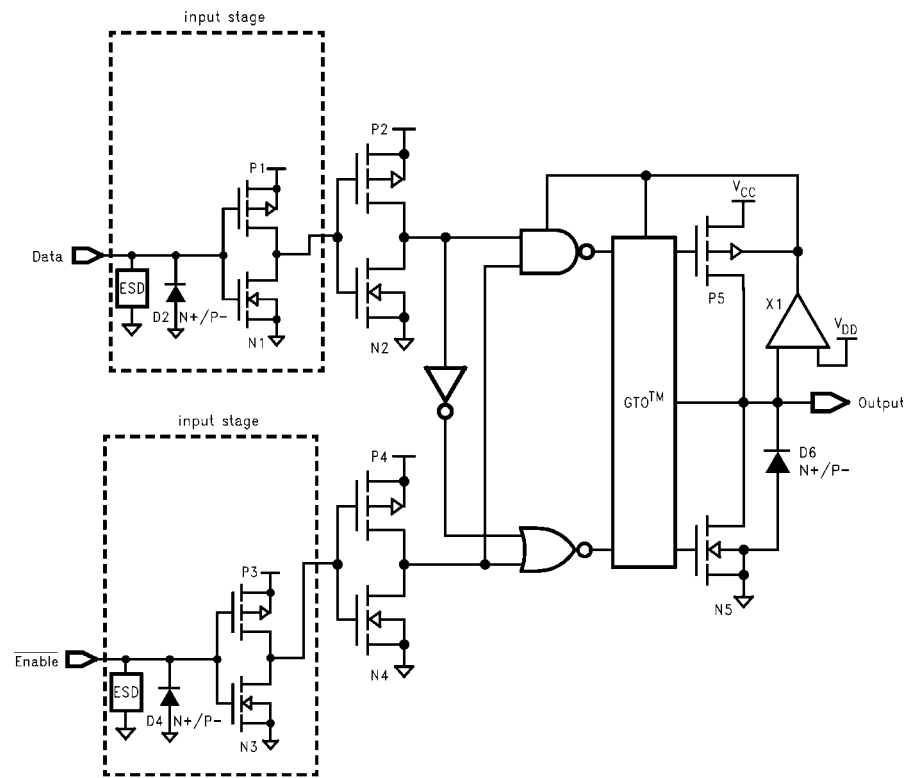 input stage
P2
P1
V_CC
Data
ESD
P5
X1
V_DD
D2 N+/P-
N1
N2
GTO™
Output
input stage
D6
N+/P-
P4
P3
N5
Enable
ESD
N4
D4 N+/P-
N3